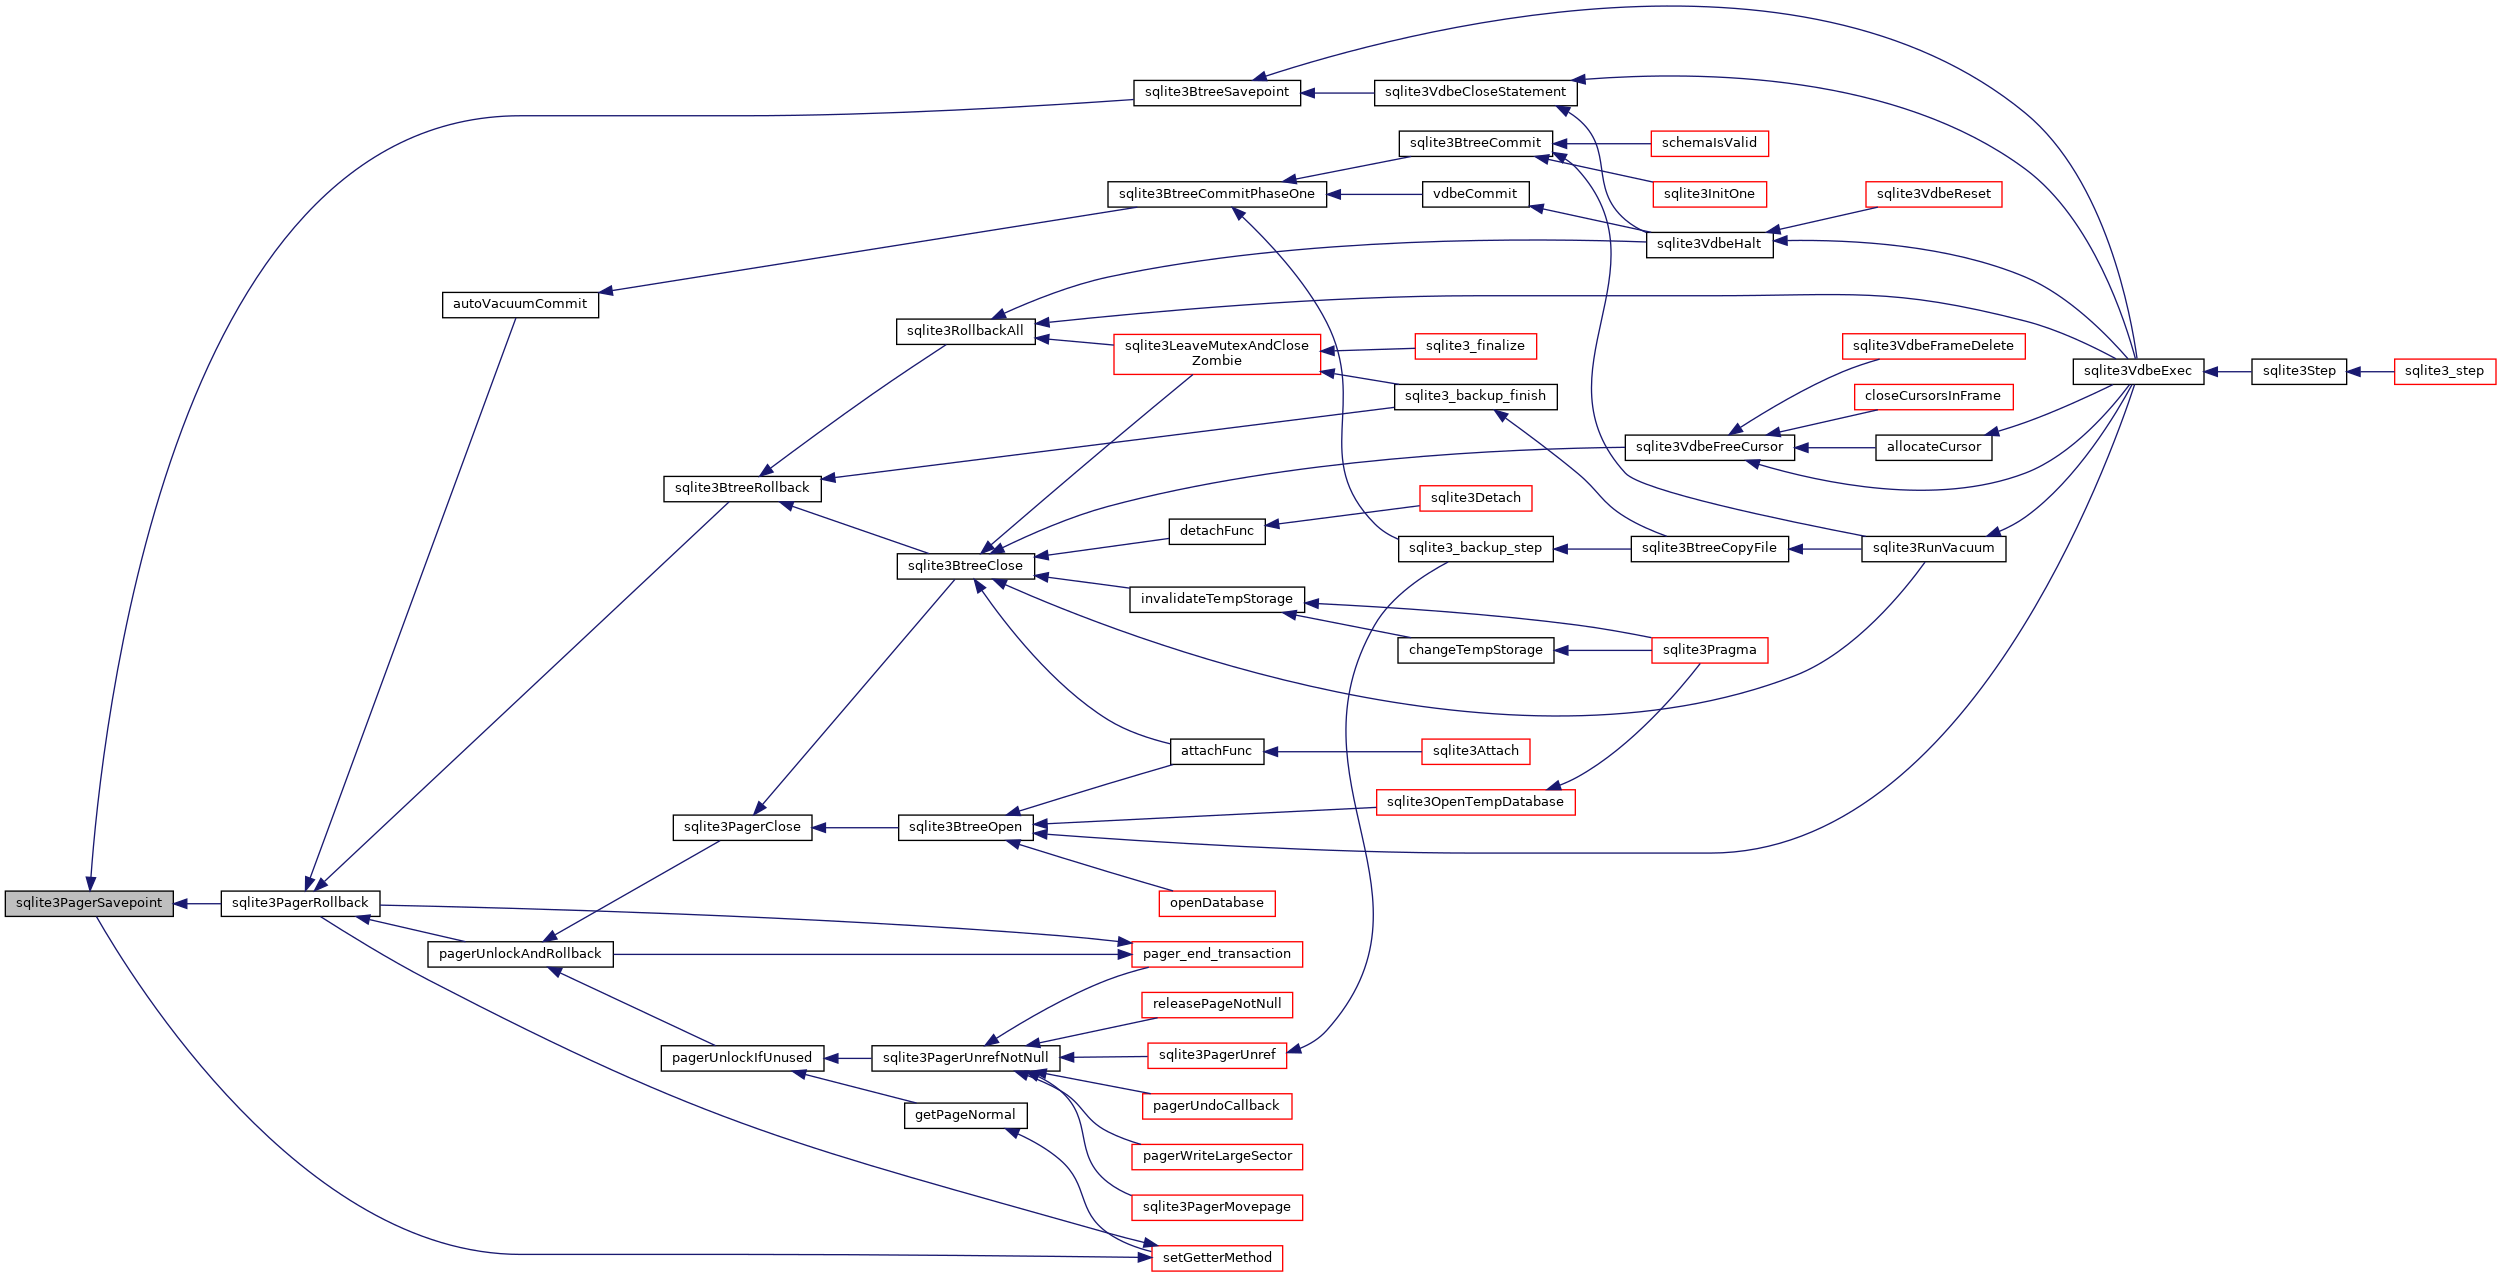 sqlite3BtreeSavepoint
sqlite3VdbeCloseStatement
sqlite3BtreeCommit
schemaIsValid
sqlite3BtreeCommitPhaseOne
vdbeCommit
sqlite3InitOne
sqlite3VdbeReset
sqlite3VdbeHalt
autoVacuumCommit
sqlite3RollbackAll
sqlite3LeaveMutexAndClose
Zombie
sqlite3_finalize
sqlite3VdbeFrameDelete
sqlite3VdbeExec
sqlite3Step
sqlite3_step
sqlite3_backup_finish
closeCursorsInFrame
sqlite3VdbeFreeCursor
allocateCursor
sqlite3BtreeRollback
sqlite3Detach
detachFunc
sqlite3_backup_step
sqlite3BtreeCopyFile
sqlite3RunVacuum
sqlite3BtreeClose
invalidateTempStorage
changeTempStorage
sqlite3Pragma
attachFunc
sqlite3Attach
sqlite3OpenTempDatabase
sqlite3PagerClose
sqlite3BtreeOpen
sqlite3PagerSavepoint
sqlite3PagerRollback
openDatabase
pagerUnlockAndRollback
pager_end_transaction
releasePageNotNull
pagerUnlockIfUnused
sqlite3PagerUnrefNotNull
sqlite3PagerUnref
getPageNormal
pagerUndoCallback
pagerWriteLargeSector
sqlite3PagerMovepage
setGetterMethod